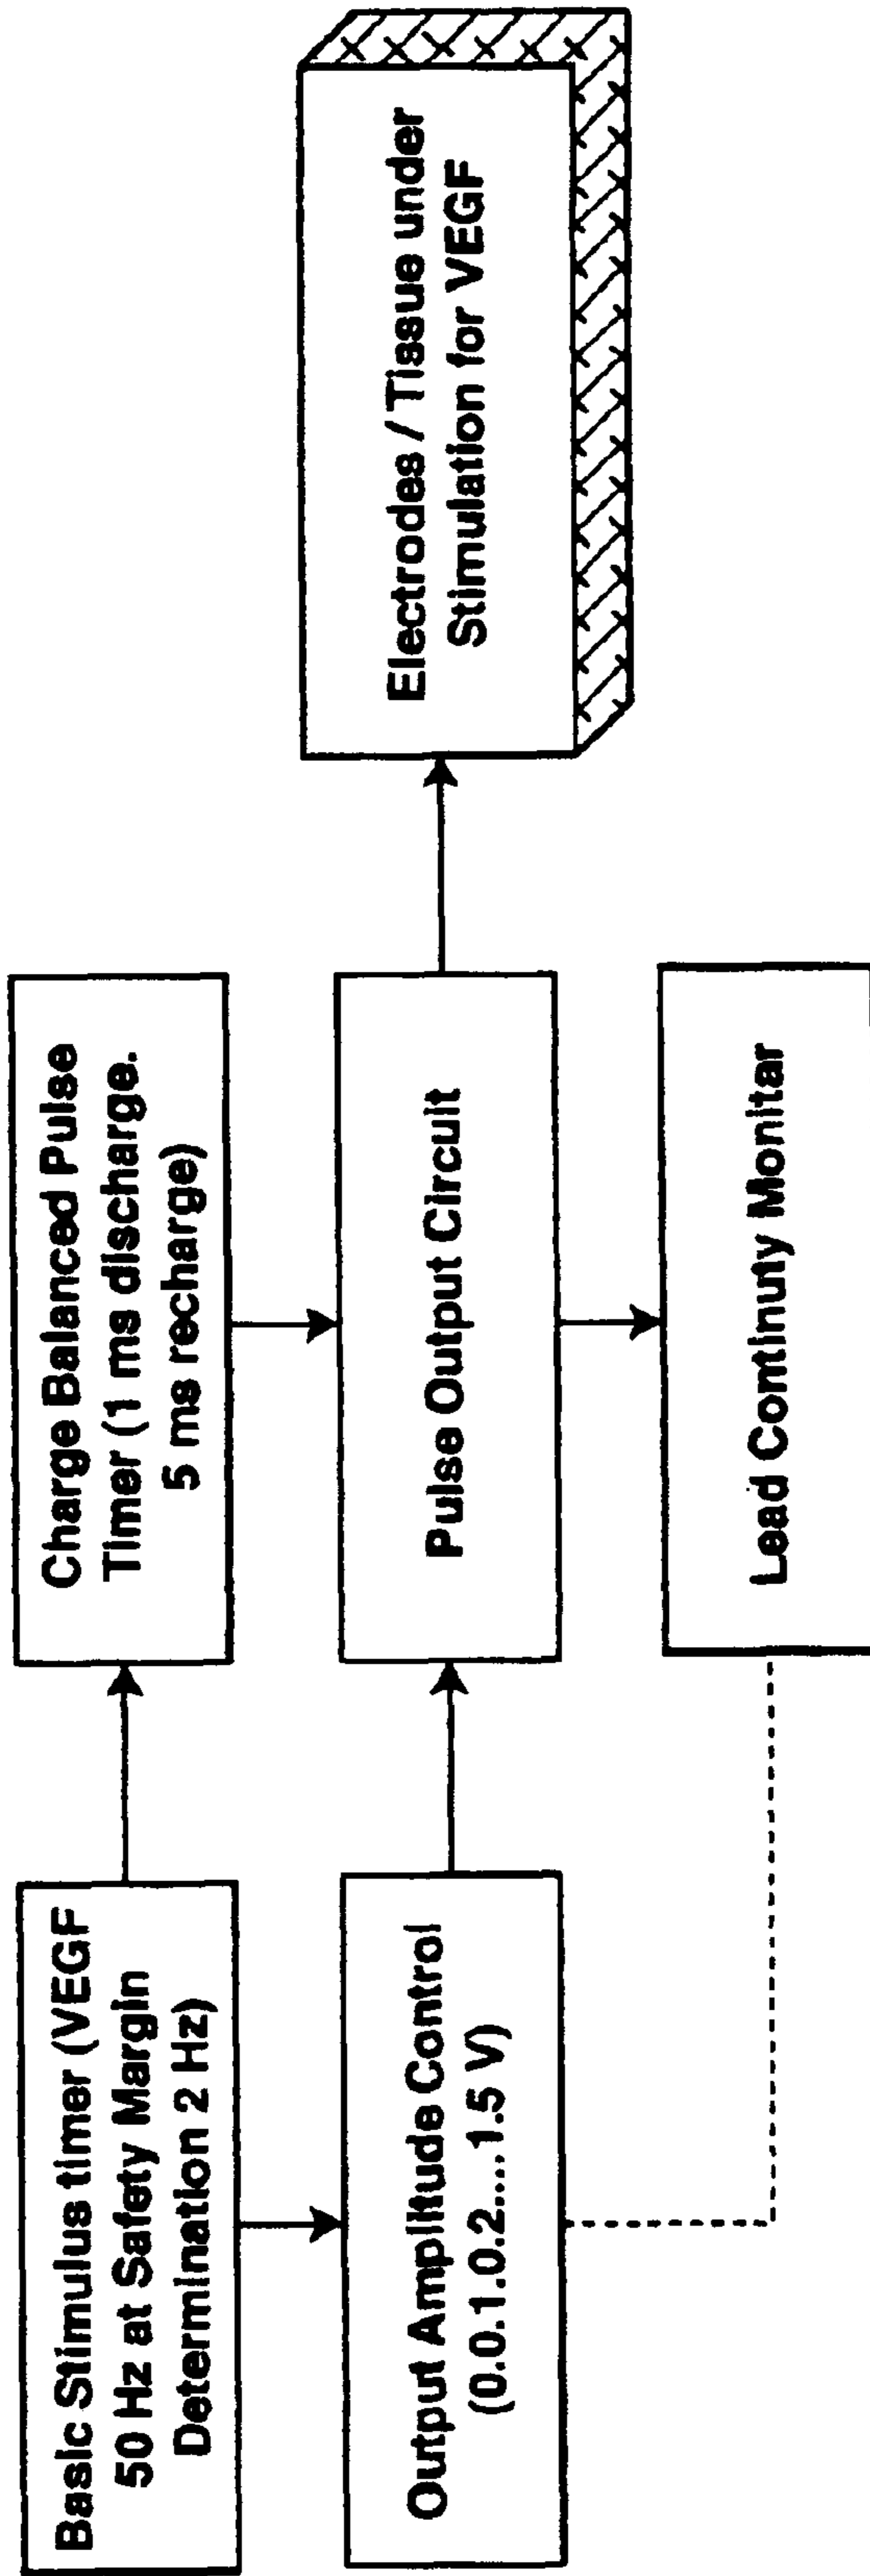 Basic Stimulus timer (VEGF
50 Hz at Safety Margin
Determination 2 Hz)
Charge Balanced Pulse
Timer (1 ms discharge.
5 ms recharge)
Output Amplitude Control
(0.0.1.0.2....1.5 V)
Pulse Output Circuit
Electrodes / Tissue under
Stimulation for VEGF
Lead Continuty Monitar